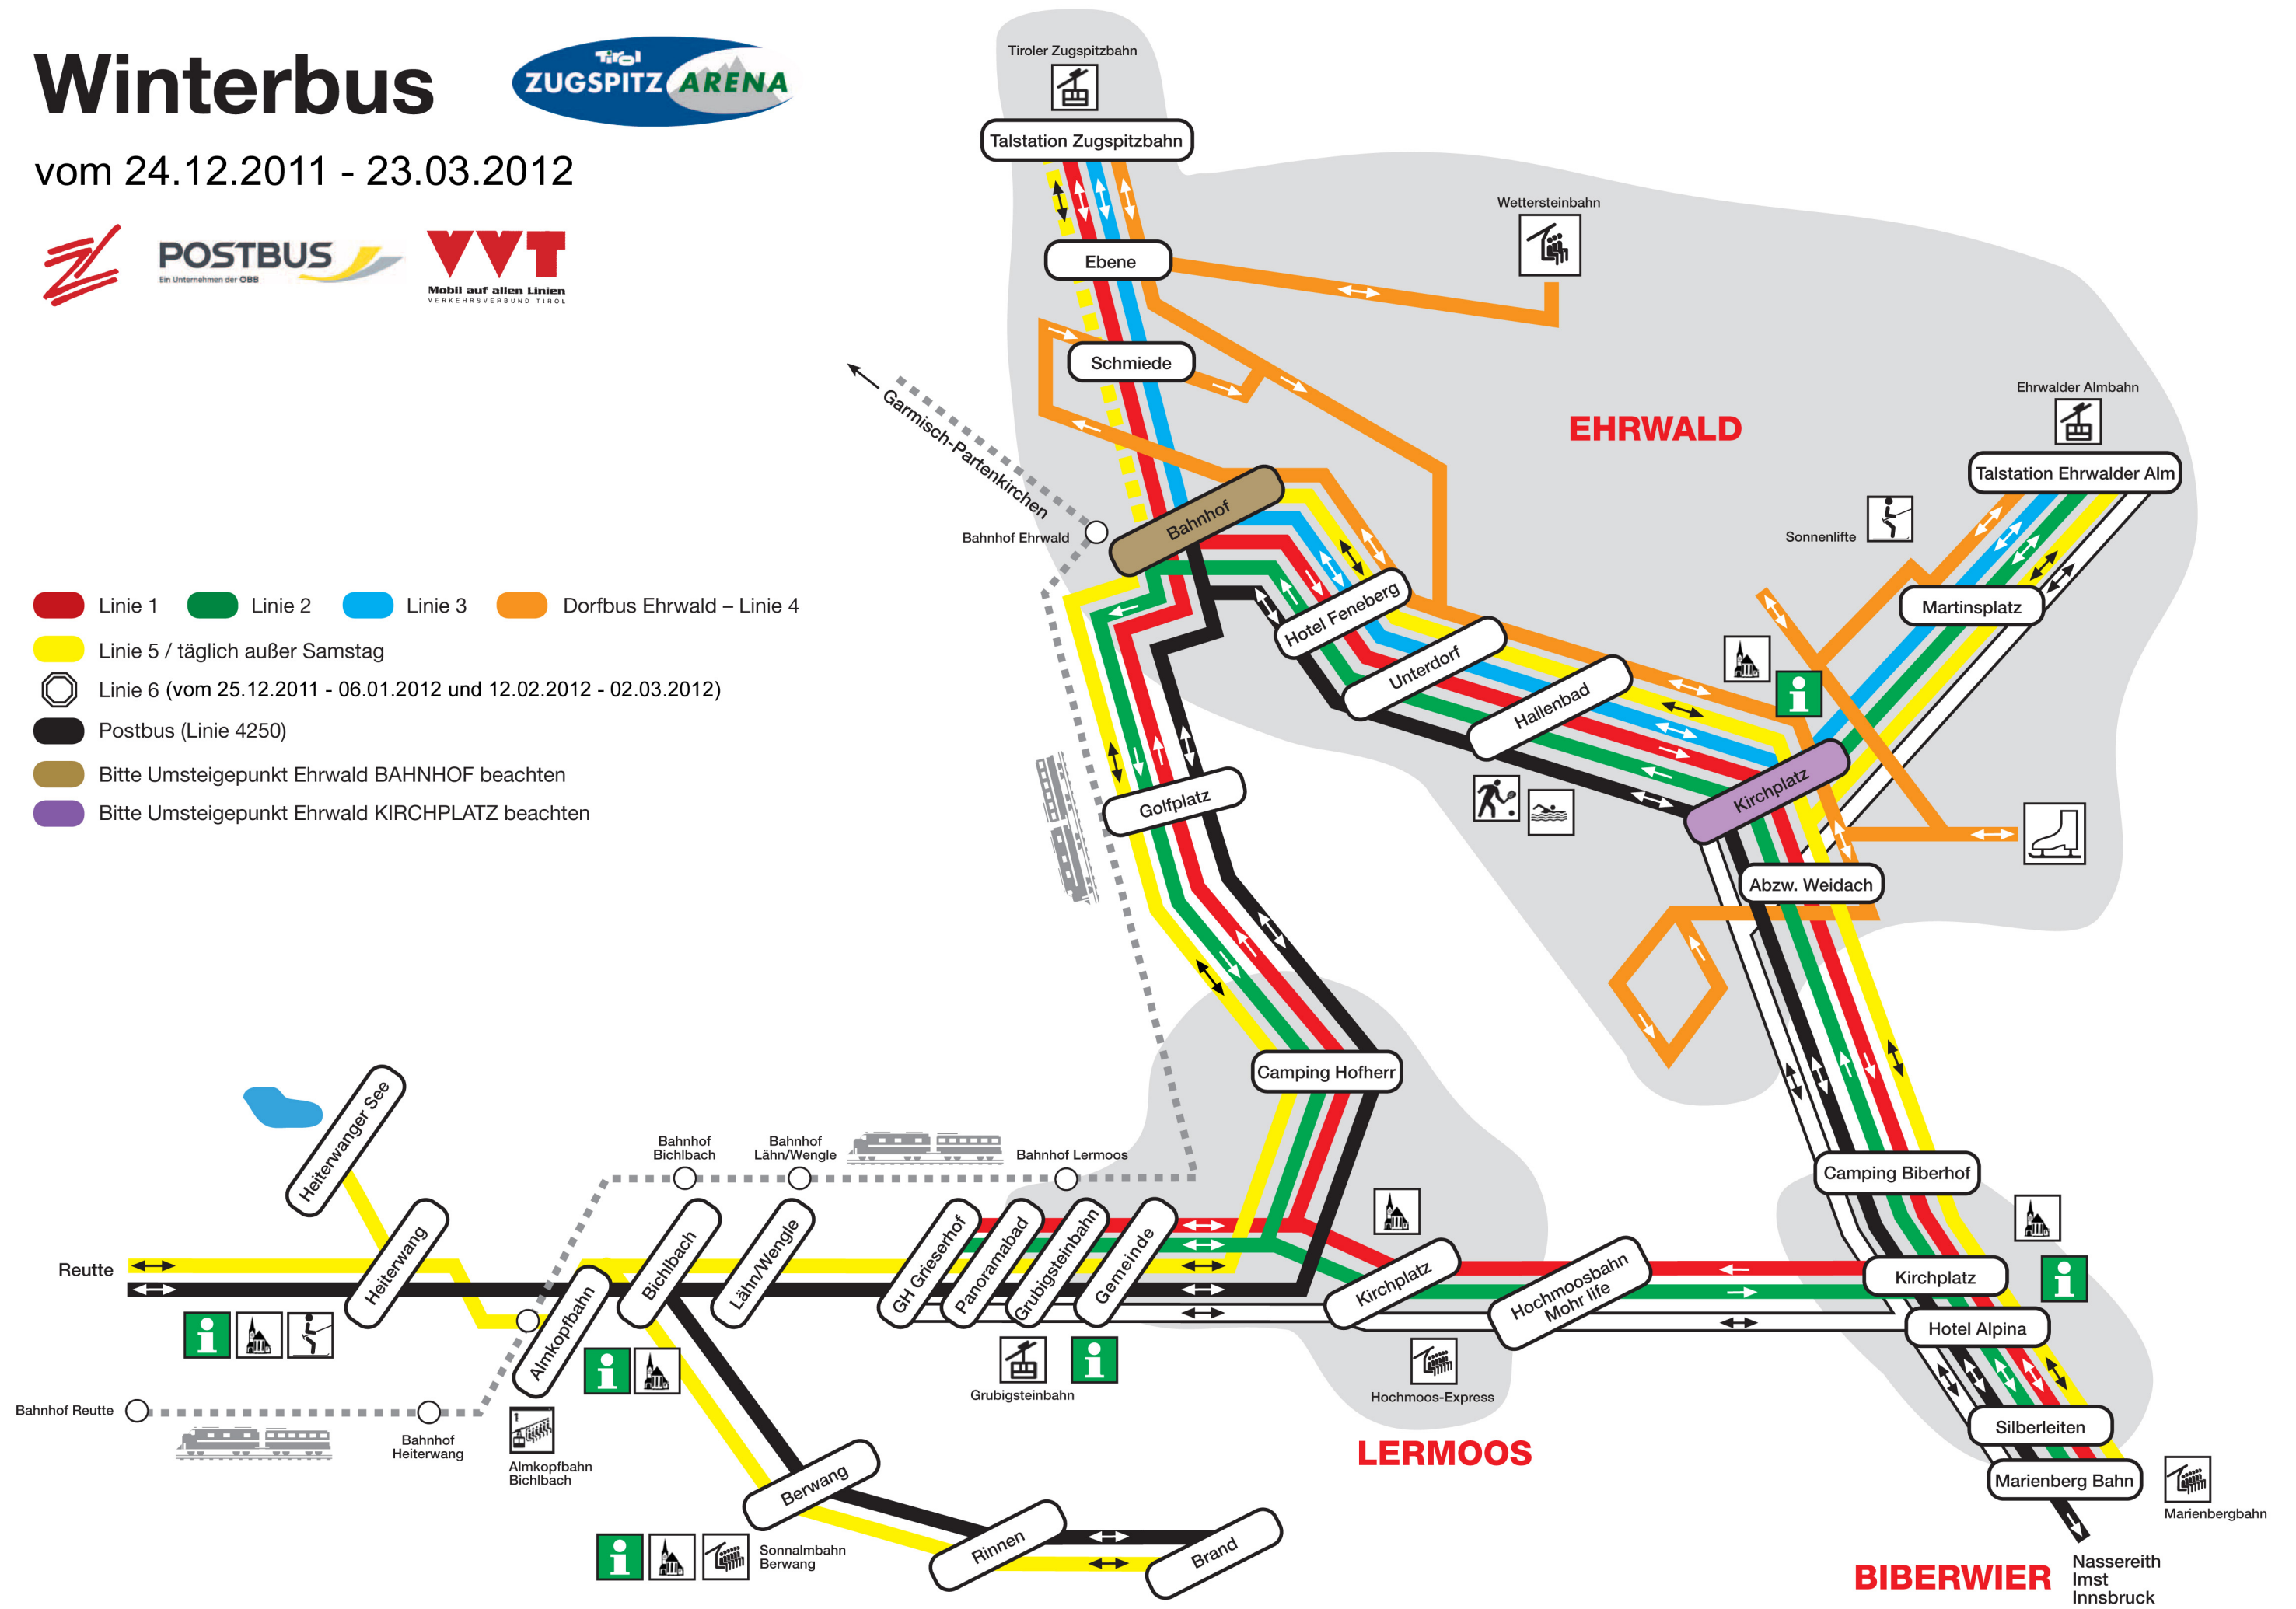 Winterbus
Tirol
ZUGSPITZ ARENA
vom 24.12.2011 - 23.03.2012
POSTBUS
Ein Unternehmen der ÖBB
VVT
Mobil auf allen Linien
VERKEHRSVERBUND TIROL
Linie 1
Linie 2
Linie 3
Dorfbus Ehrwald – Linie 4
Linie 5 / täglich außer Samstag
Linie 6 (vom 25.12.2011 - 06.01.2012 und 12.02.2012 - 02.03.2012)
Postbus (Linie 4250)
Bitte Umsteigepunkt Ehrwald BAHNHOF beachten
Bitte Umsteigepunkt Ehrwald KIRCHPLATZ beachten
Tiroler Zugspitzbahn
Talstation Zugspitzbahn
Ebene
Wettersteinbahn
Schmiede
Garmisch-Partenkirchen
Bahnhof Ehrwald
Bahnhof
EHRWALD
Ehrwalder Almbahn
Talstation Ehrwalder Alm
Sonnenlifte
Martinsplatz
Hotel Feneberg
Unterdorf
Hallenbad
Kirchplatz
Abzw. Weidach
Golfplatz
Camping Hofherr
Camping Biberhof
Kirchplatz
Hotel Alpina
Silberleiten
Marienberg Bahn
Marienbergbahn
BIBERWIER
Nassereith
Imst
Innsbruck
Heiterwanger See
Reutte
Heiterwang
Bahnhof Reutte
Bahnhof
Heiterwang
Almkopfbahn
1
Almkopfbahn
Bichlbach
Bahnhof
Bichlbach
Bahnhof
Lähn/Wengle
Bahnhof Lermoos
Bichlbach
Lähn/Wengle
GH Grieserhof
Panoramabad
Grubigsteinbahn
Gemeinde
Grubigsteinbahn
Kirchplatz
Hochmoosbahn
Mohr life
Hochmoos-Express
LERMOOS
Berwang
Sonnalmbahn
Berwang
Rinnen
Brand